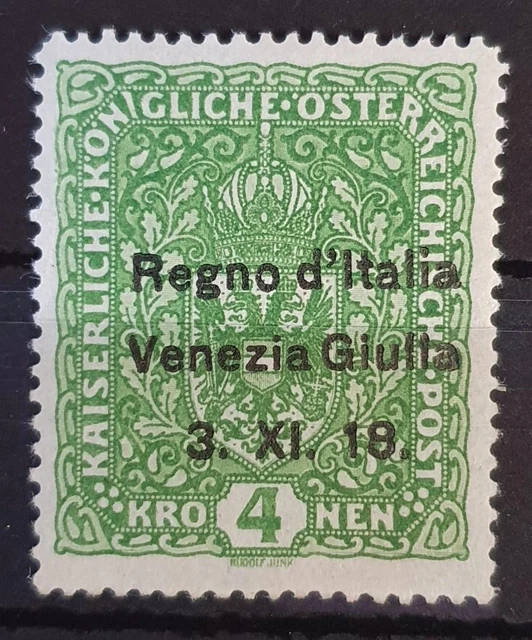 KAISERLICHE·KÖNIGLICHE·ÖSTERREICHISCHE·POST
Regno d'Italia
Venezia Giulia
3. XI. 18.
KRO 4 NEN
RUDOLF JUNK